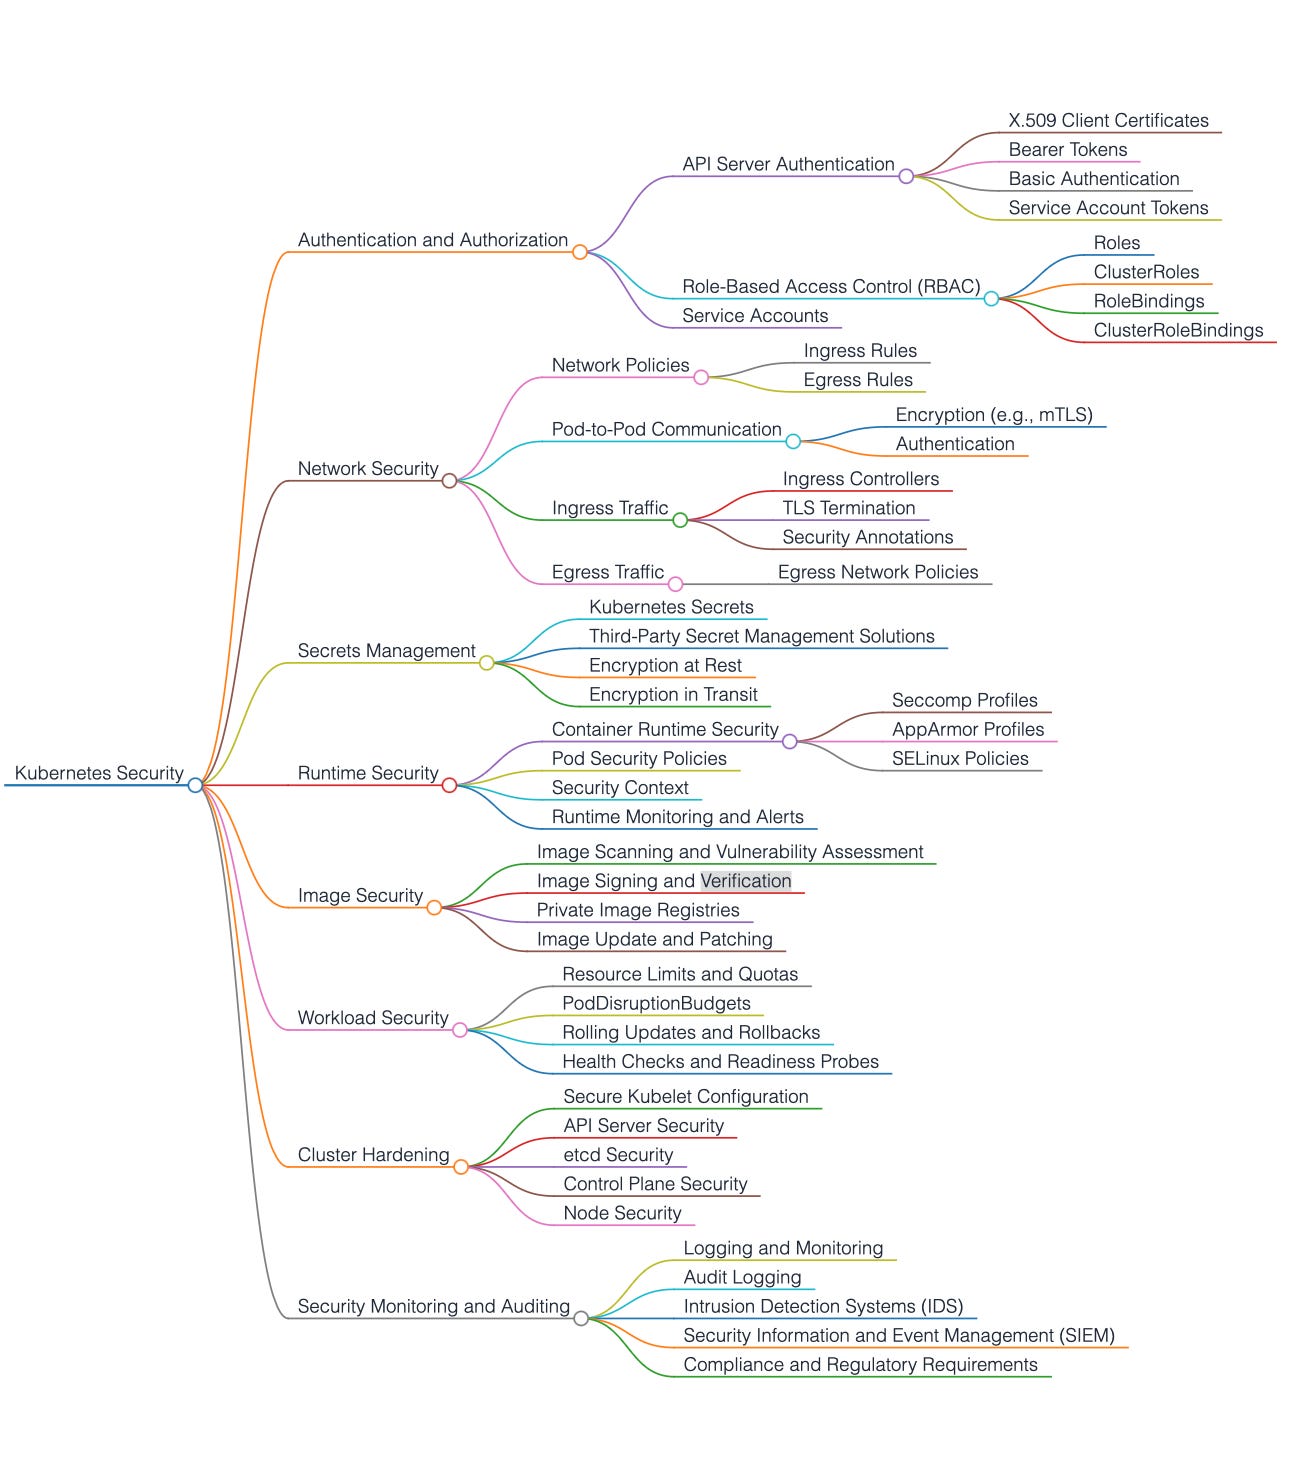 Kubernetes Security
Authentication and Authorization
API Server Authentication
X.509 Client Certificates
Bearer Tokens
Basic Authentication
Service Account Tokens
Role-Based Access Control (RBAC)
Roles
ClusterRoles
RoleBindings
ClusterRoleBindings
Service Accounts
Network Security
Network Policies
Ingress Rules
Egress Rules
Pod-to-Pod Communication
Encryption (e.g., mTLS)
Authentication
Ingress Traffic
Ingress Controllers
TLS Termination
Security Annotations
Egress Traffic
Egress Network Policies
Secrets Management
Kubernetes Secrets
Third-Party Secret Management Solutions
Encryption at Rest
Encryption in Transit
Runtime Security
Container Runtime Security
Seccomp Profiles
AppArmor Profiles
SELinux Policies
Pod Security Policies
Security Context
Runtime Monitoring and Alerts
Image Security
Image Scanning and Vulnerability Assessment
Image Signing and Verification
Private Image Registries
Image Update and Patching
Workload Security
Resource Limits and Quotas
PodDisruptionBudgets
Rolling Updates and Rollbacks
Health Checks and Readiness Probes
Cluster Hardening
Secure Kubelet Configuration
API Server Security
etcd Security
Control Plane Security
Node Security
Security Monitoring and Auditing
Logging and Monitoring
Audit Logging
Intrusion Detection Systems (IDS)
Security Information and Event Management (SIEM)
Compliance and Regulatory Requirements